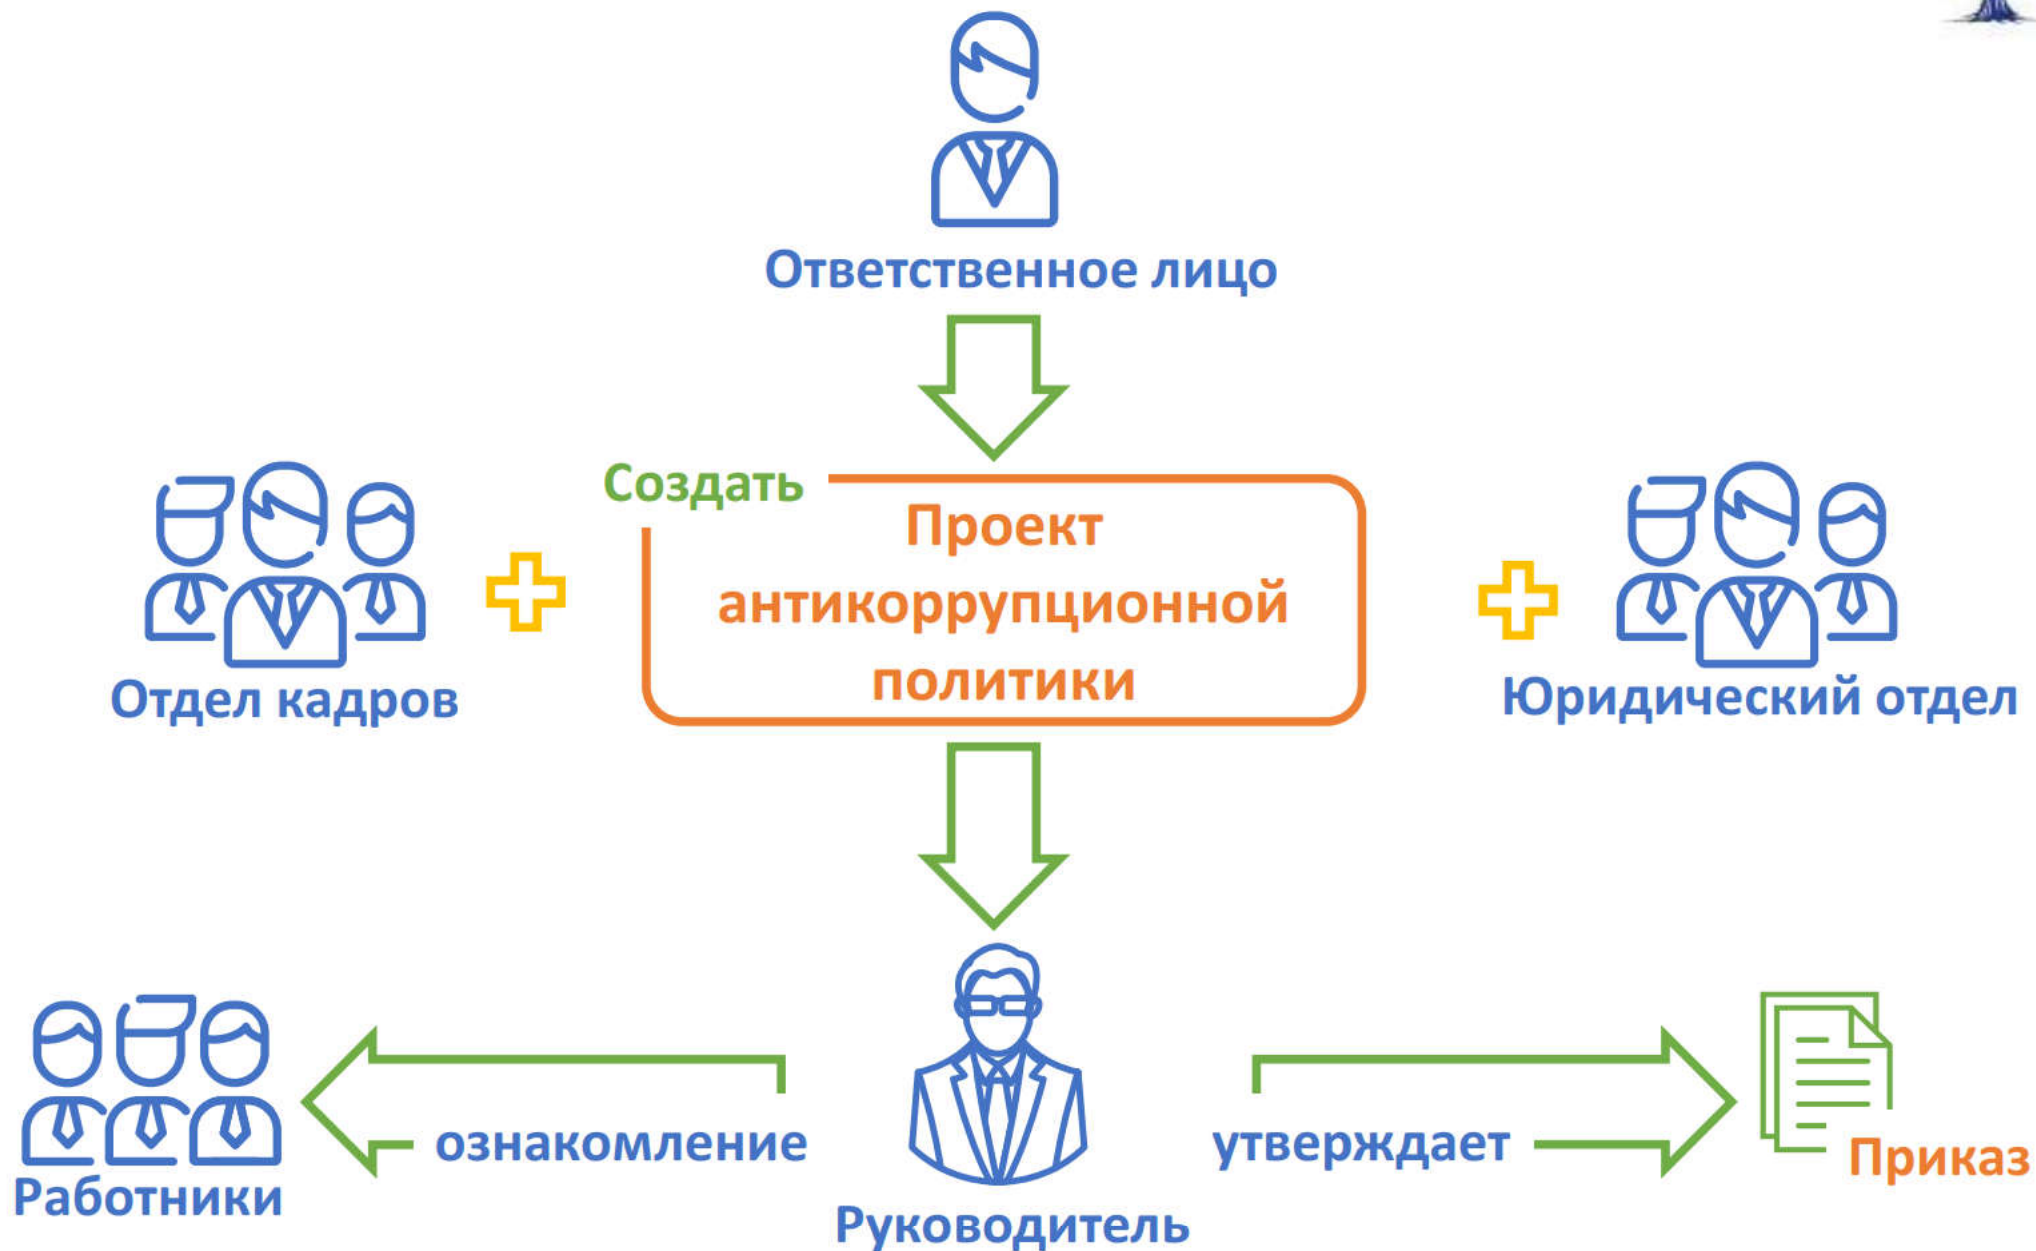 Ответственное лицо
Создать
Проект
антикоррупционной
политики
Отдел кадров
Юридический отдел
ознакомление
утверждает
Работники
Руководитель
Приказ